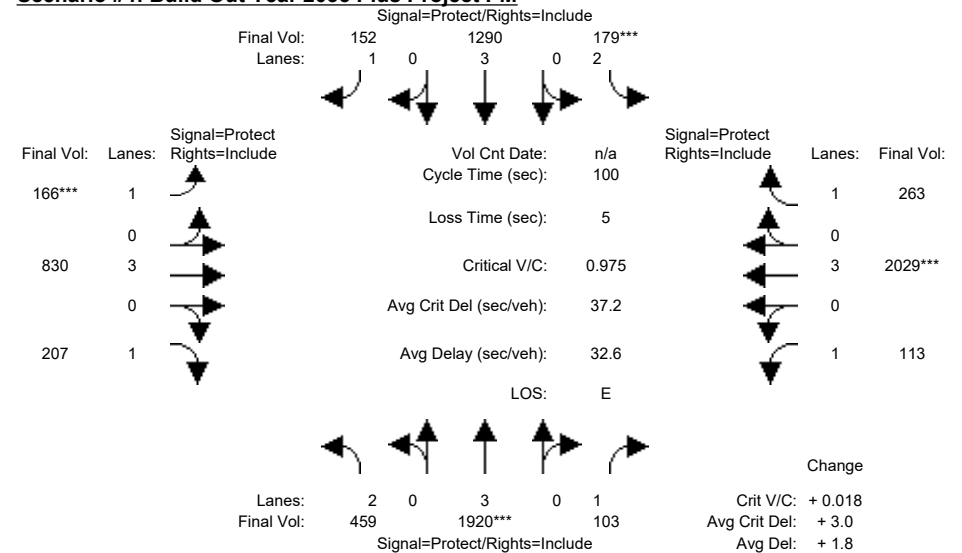 Scenario #4: Build Out Year 2035 Plus Project PM
Signal=Protect/Rights=Include
Final Vol: 152 1290 179***
Lanes: 1 0 3 0 2
Signal=Protect
Final Vol: Lanes: Rights=Include
Vol Cnt Date: n/a
Signal=Protect
Rights=Include Lanes: Final Vol:
Cycle Time (sec): 100
166*** 1
1 263
Loss Time (sec): 5
0
0
830 3
Critical V/C: 0.975
3 2029***
0
Avg Crit Del (sec/veh): 37.2
0
207 1
Avg Delay (sec/veh): 32.6
1 113
LOS: E
Lanes: 2 0 3 0 1
Final Vol: 459 1920*** 103
Signal=Protect/Rights=Include
Change
Crit V/C: + 0.018
Avg Crit Del: + 3.0
Avg Del: + 1.8